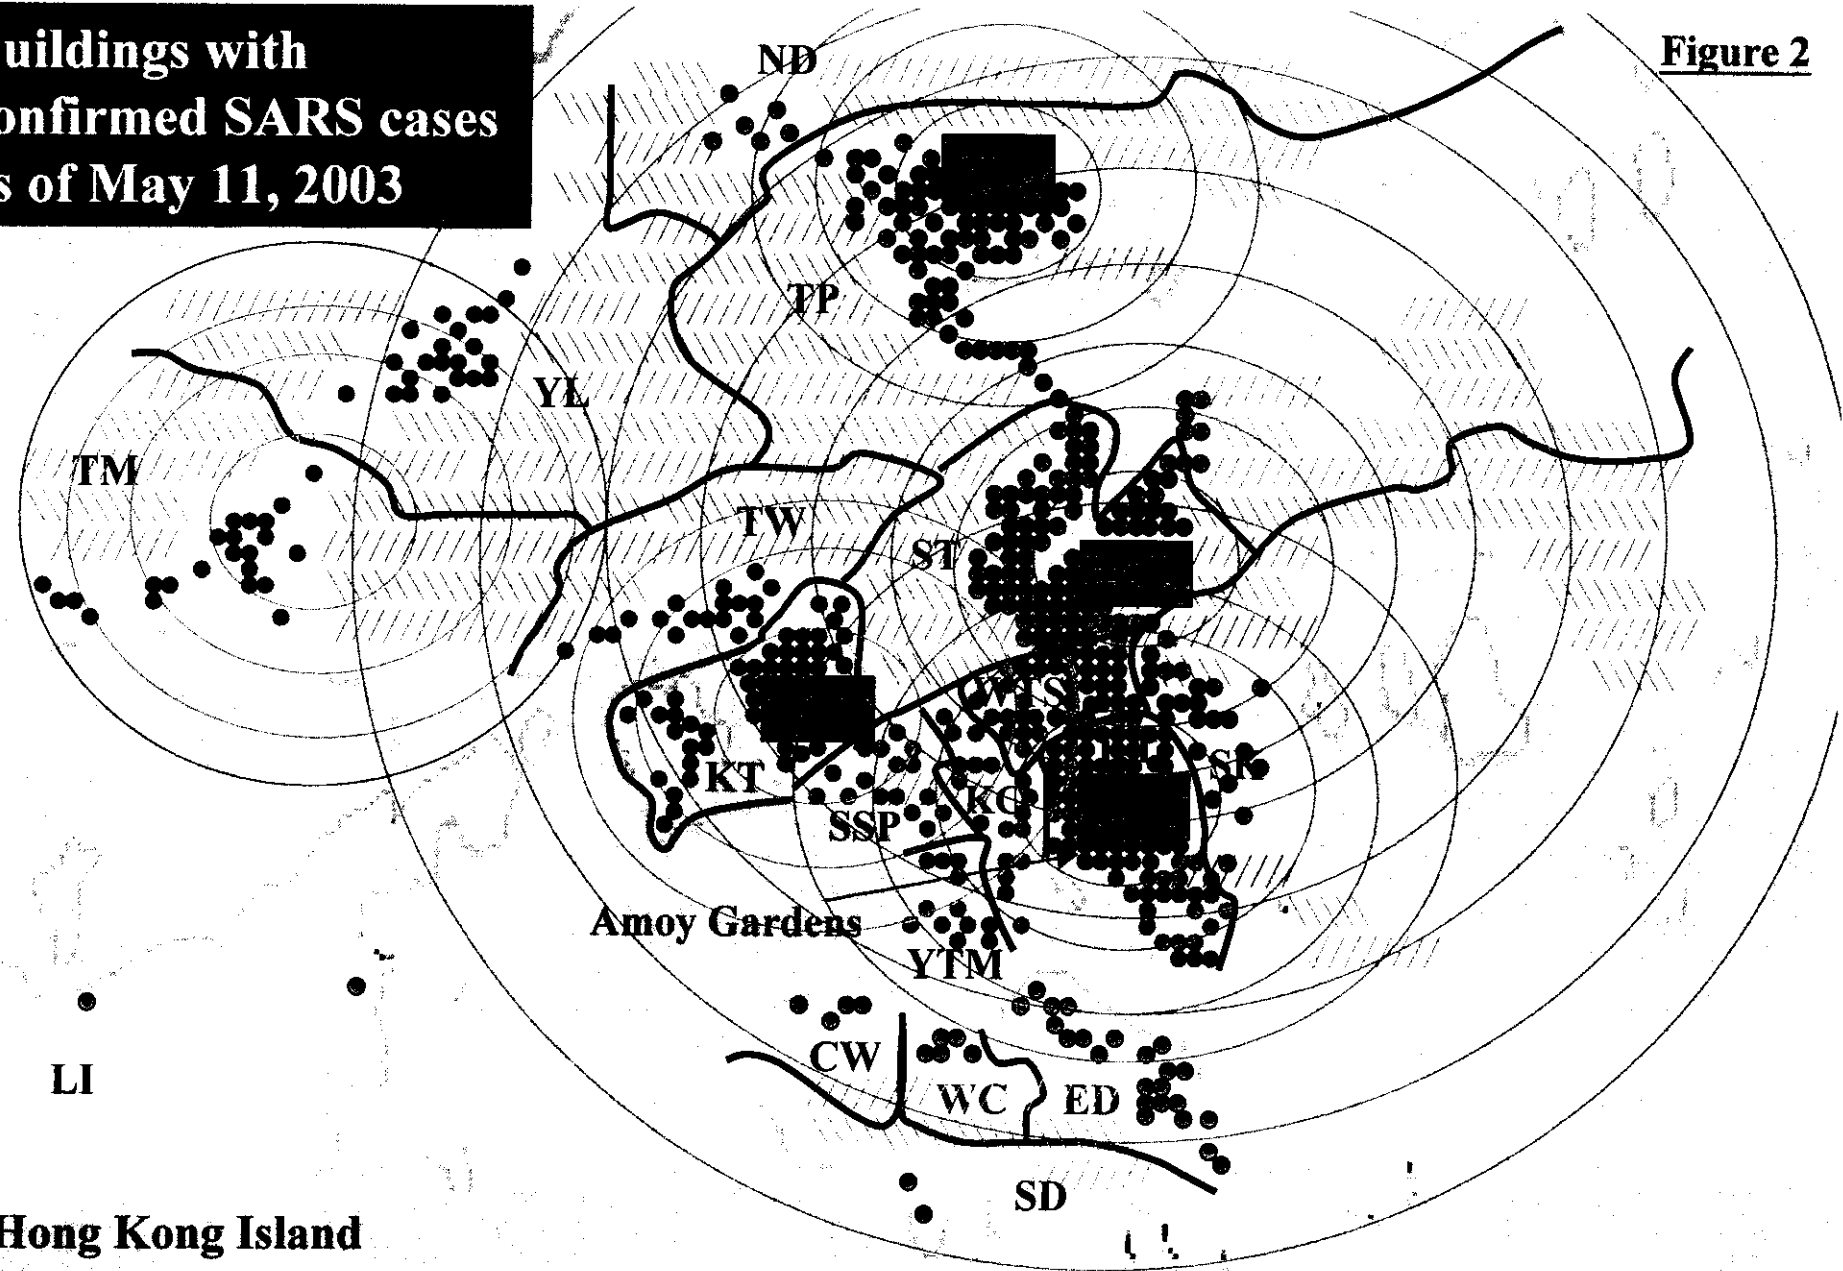 uildings with
onfirmed SARS cases
s of May 11, 2003
Figure 2
ND
TP
YL
TM
TW
ST
WTS
KT
SK
KC
SSP
Amoy Gardens
YTM
CW
LI
WC
ED
SD
Hong Kong Island